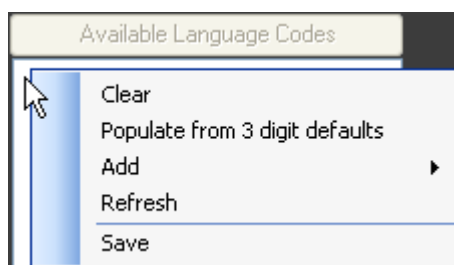 Available Language Codes
Clear
Populate from 3 digit defaults
Add
Refresh
Save